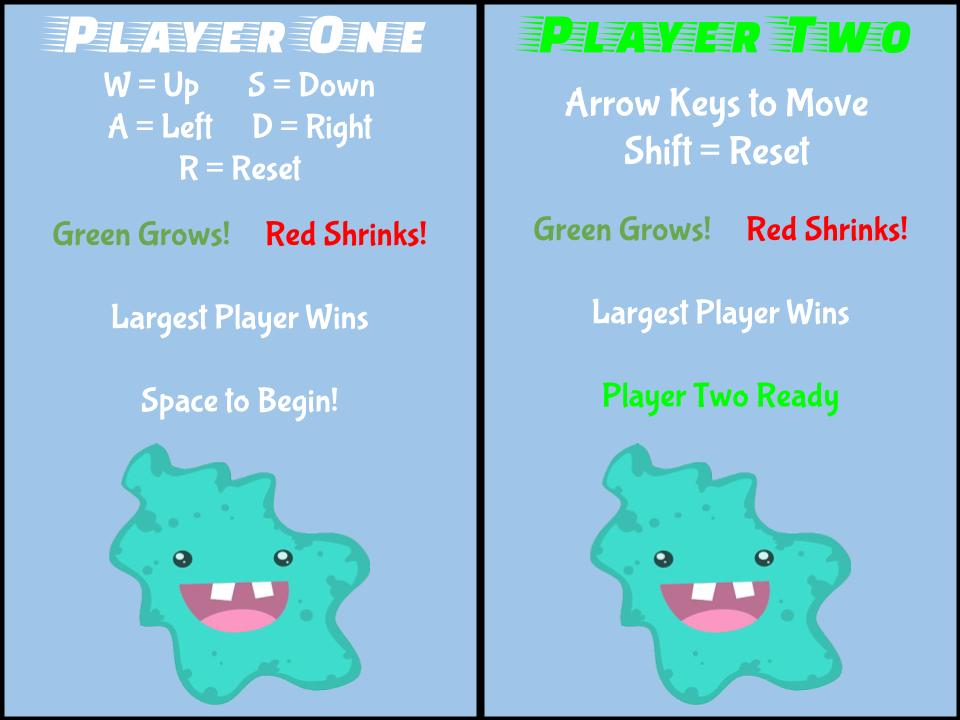 Player One
W = Up S = Down
A = Left D = Right
R = Reset
Green Grows! Red Shrinks!
Largest Player Wins
Space to Begin!
Player Two
Arrow Keys to Move
Shift = Reset
Green Grows! Red Shrinks!
Largest Player Wins
Player Two Ready